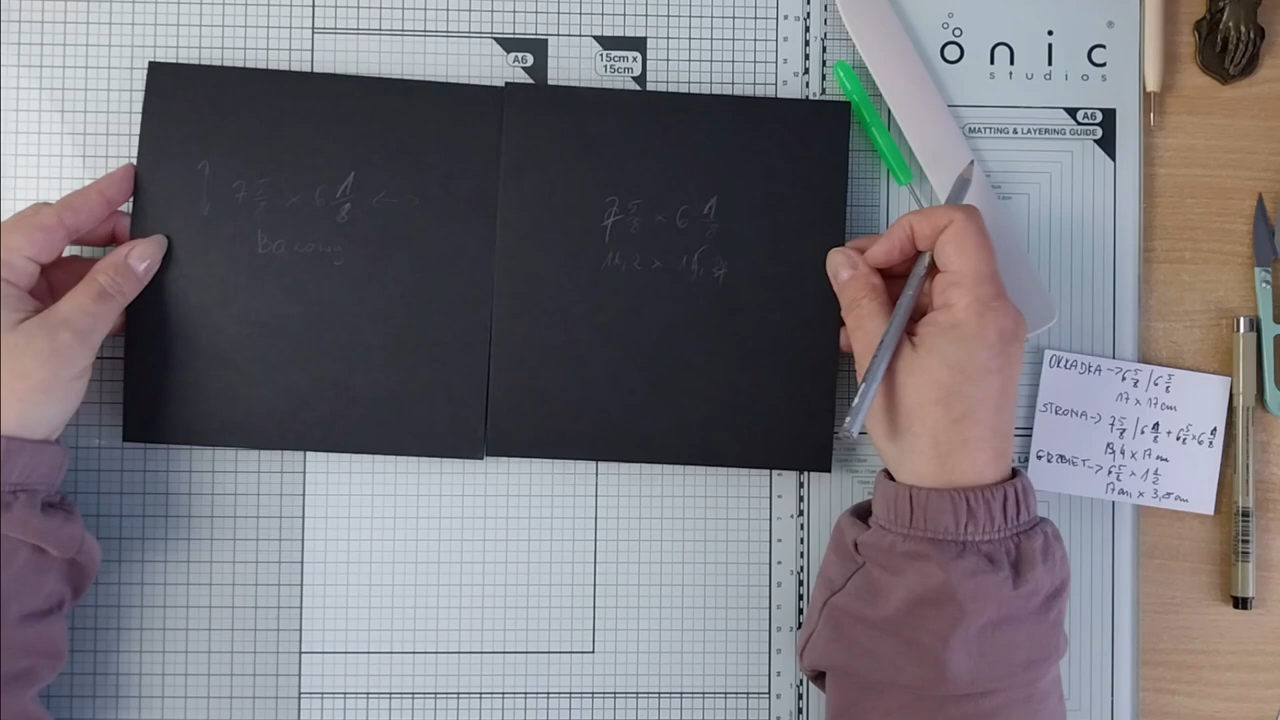 A6
15cm x
15cm
önic
®
studios
A6
MATTING & LAYERING GUIDE
7 5/8 x 6 1/8
Bazowy
7 5/8 x 6 1/8
OKŁADKA → 6 5/8 | 6 5/8
17 x 17 cm
STRONA → 7 5/8 | 6 1/8 + 6 5/8 x 6 1/8
19,4 x 17 cm
GRZBIET → 6 5/8 x 1 1/2
17cm x 3,8cm